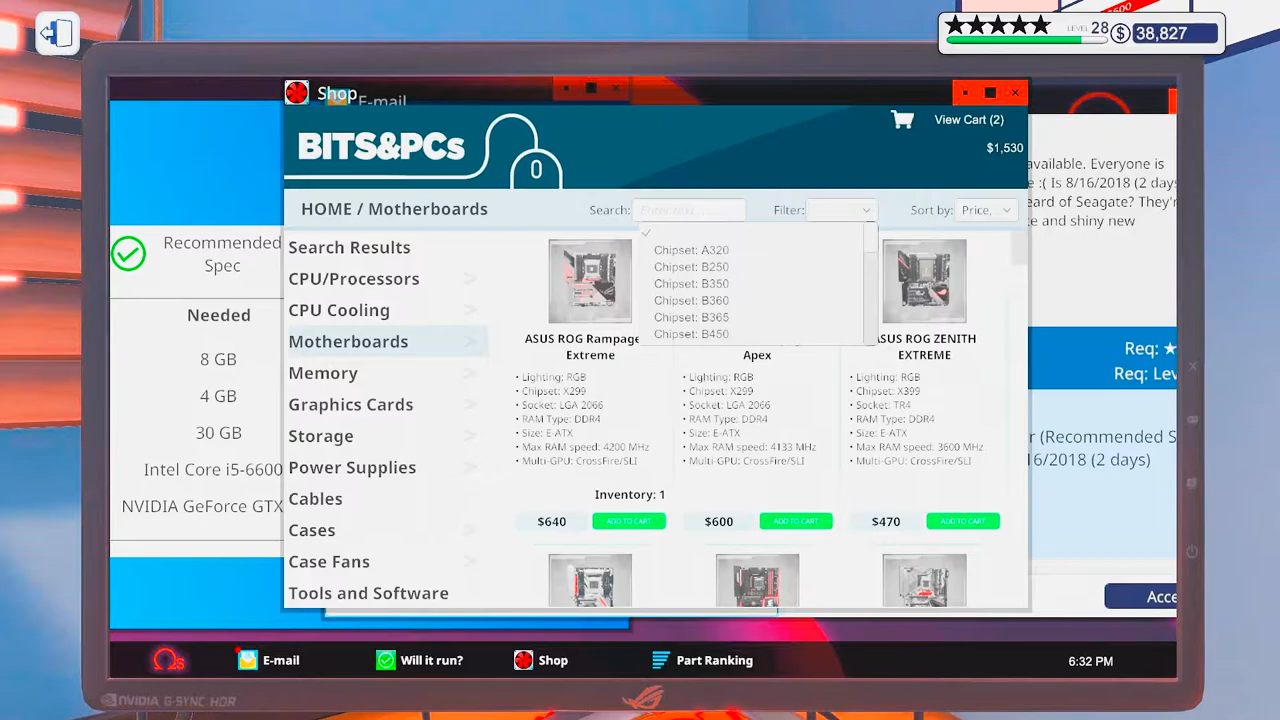 LEVEL 28
$ 38,827
Shop
E-mail
BITS&PCs
View Cart (2)
$1,530
HOME / Motherboards
Search:
Filter:
Sort by: Price,
Search Results
CPU/Processors
CPU Cooling
Motherboards
Memory
Graphics Cards
Storage
Power Supplies
Cables
Cases
Case Fans
Tools and Software
Chipset: A320
Chipset: B250
Chipset: B350
Chipset: B360
Chipset: B365
Chipset: B450
ASUS ROG Rampage
Extreme
• Lighting: RGB
• Chipset: X299
• Socket: LGA 2066
• RAM Type: DDR4
• Size: E-ATX
• Max RAM speed: 4200 MHz
• Multi-GPU: CrossFire/SLI
Inventory: 1
$640
ADD TO CART
Apex
• Lighting: RGB
• Chipset: X299
• Socket: LGA 2066
• RAM Type: DDR4
• Size: E-ATX
• Max RAM speed: 4133 MHz
• Multi-GPU: CrossFire/SLI
$600
ADD TO CART
ASUS ROG ZENITH
EXTREME
• Lighting: RGB
• Chipset: X399
• Socket: TR4
• RAM Type: DDR4
• Size: E-ATX
• Max RAM speed: 3600 MHz
• Multi-GPU: CrossFire/SLI
$470
ADD TO CART
Recommended
Spec
Needed
8 GB
4 GB
30 GB
Intel Core i5-6600
NVIDIA GeForce GTX
available. Everyone is
:( Is 8/16/2018 (2 days
eard of Seagate? They're
e and shiny new
Req: ★
Req: Lev
(Recommended S
16/2018 (2 days)
Acce
E-mail
Will it run?
Shop
Part Ranking
6:32 PM
NVIDIA G-SYNC HDR